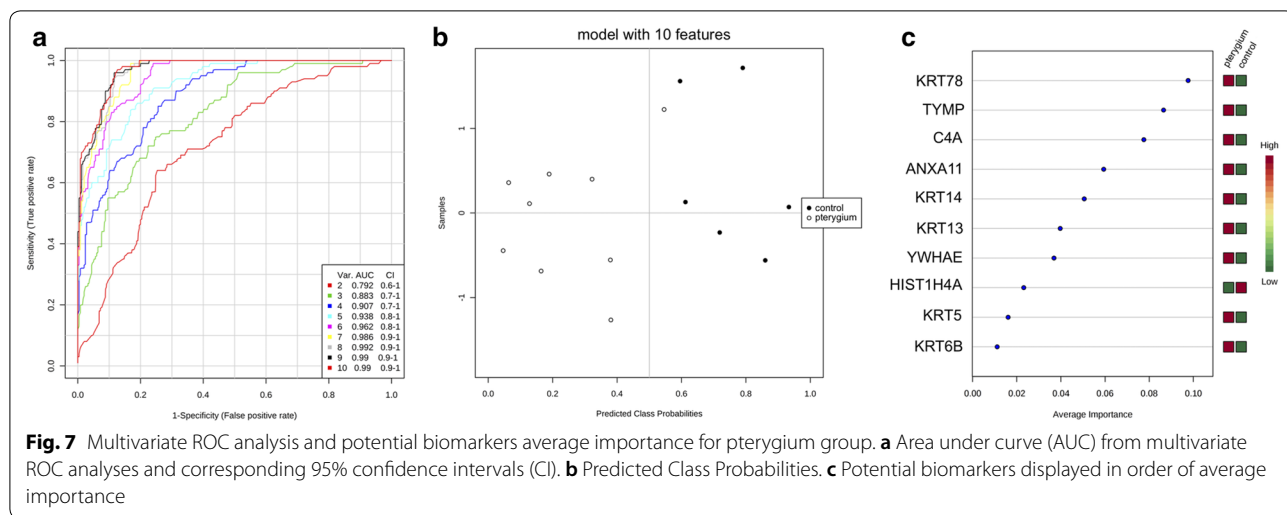 a
1.0
0.8
0.6
0.4
0.2
0.0
Sensitivity (True positive rate)
Var. AUC CI
2 0.792 0.6-1
3 0.883 0.7-1
4 0.907 0.7-1
5 0.938 0.8-1
6 0.962 0.8-1
7 0.986 0.9-1
8 0.992 0.9-1
9 0.99 0.9-1
10 0.99 0.9-1
0.0 0.2 0.4 0.6 0.8 1.0
1-Specificity (False positive rate)
b
model with 10 features
1
0
-1
Samples
control
pterygium
0.0 0.2 0.4 0.6 0.8 1.0
Predicted Class Probabilities
c
pterygium
control
KRT78
TYMP
C4A
ANXA11
KRT14
KRT13
YWHAE
HIST1H4A
KRT5
KRT6B
High
Low
0.00 0.02 0.04 0.06 0.08 0.10
Average Importance
Fig. 7 Multivariate ROC analysis and potential biomarkers average importance for pterygium group. a Area under curve (AUC) from multivariate
ROC analyses and corresponding 95% confidence intervals (CI). b Predicted Class Probabilities. c Potential biomarkers displayed in order of average
importance